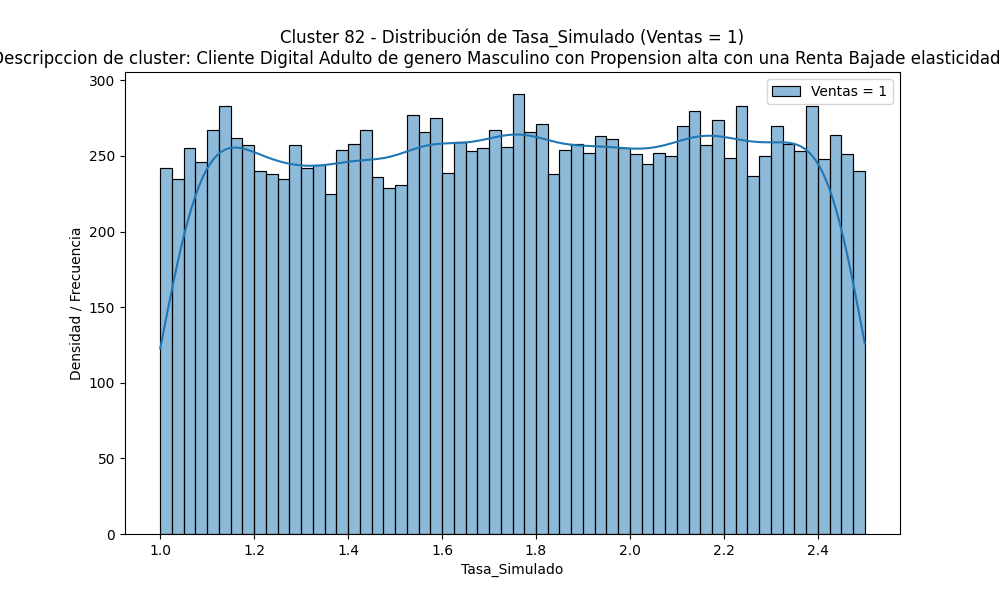 Cluster 82 - Distribución de Tasa_Simulado (Ventas = 1)
Descripccion de cluster: Cliente Digital Adulto de genero Masculino con Propension alta con una Renta Bajade elasticidad
Ventas = 1
Densidad / Frecuencia
300
250
200
150
100
50
0
1.0 1.2 1.4 1.6 1.8 2.0 2.2 2.4
Tasa_Simulado